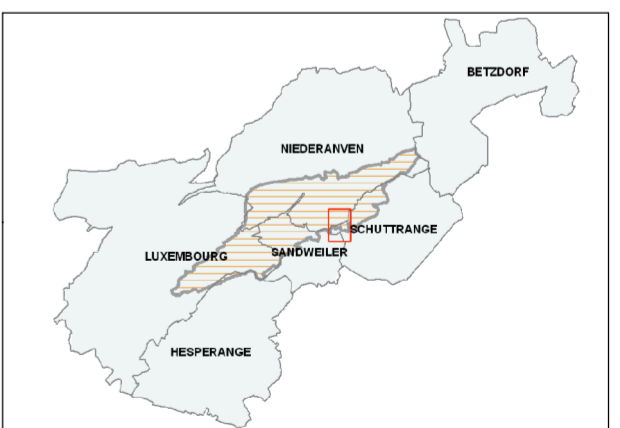 BETZDORF
NIEDERANVEN
SCHUTTRANGE
LUXEMBOURG
SANDWEILER
HESPERANGE